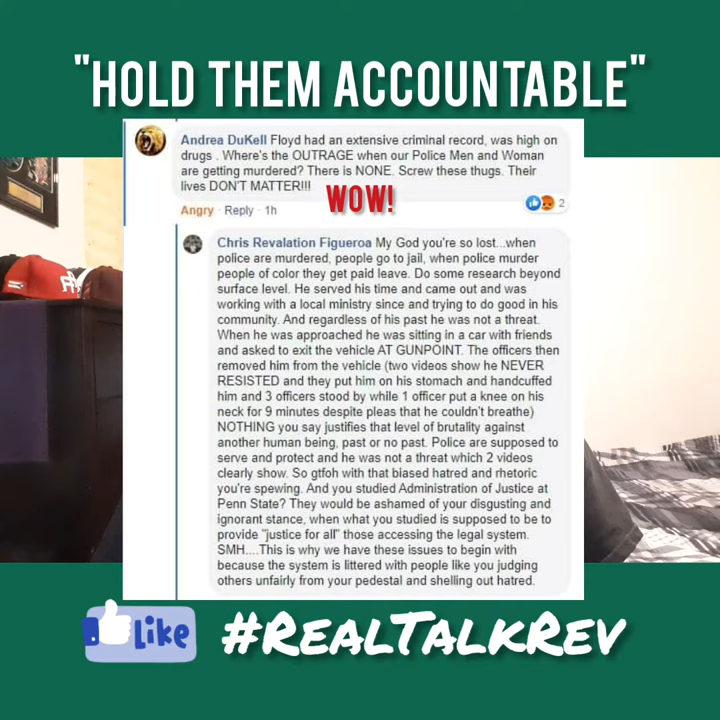 "HOLD THEM ACCOUNTABLE"
Andrea DuKell Floyd had an extensive criminal record, was high on
drugs . Where's the OUTRAGE when our Police Men and Woman
are getting murdered? There is NONE. Screw these thugs. Their
lives DON'T MATTER!!!
WOW!
Angry · Reply · 1h
2
Chris Revalation Figueroa My God you're so lost...when
police are murdered, people go to jail, when police murder
people of color they get paid leave. Do some research beyond
surface level. He served his time and came out and was
working with a local ministry since and trying to do good in his
community. And regardless of his past he was not a threat.
When he was approached he was sitting in a car with friends
and asked to exit the vehicle AT GUNPOINT. The officers then
removed him from the vehicle (two videos show he NEVER
RESISTED and they put him on his stomach and handcuffed
him and 3 officers stood by while 1 officer put a knee on his
neck for 9 minutes despite pleas that he couldn't breathe)
NOTHING you say justifies that level of brutality against
another human being, past or no past. Police are supposed to
serve and protect and he was not a threat which 2 videos
clearly show. So gtfoh with that biased hatred and rhetoric
you're spewing. And you studied Administration of Justice at
Penn State? They would be ashamed of your disgusting and
ignorant stance, when what you studied is supposed to be to
provide "justice for all" those accessing the legal system.
SMH....This is why we have these issues to begin with
because the system is littered with people like you judging
others unfairly from your pedestal and shelling out hatred.
Like
#REALTALKREV